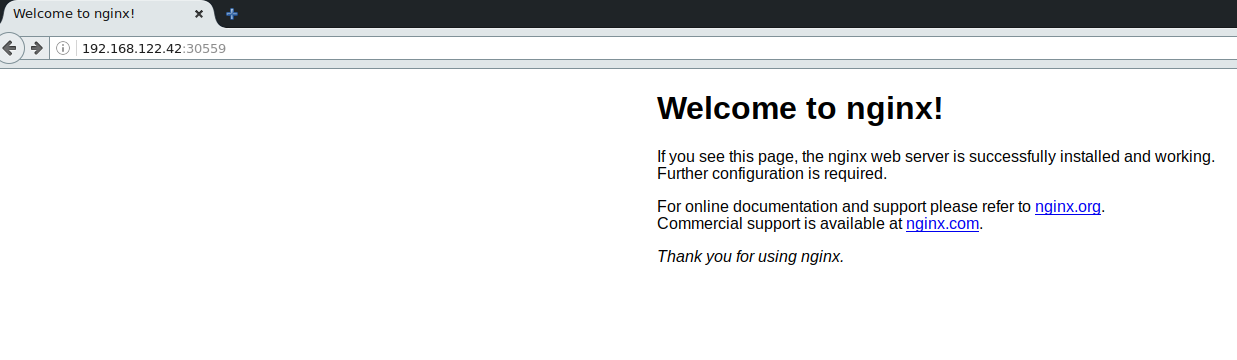 Welcome to nginx!
192.168.122.42:30559
Welcome to nginx!
If you see this page, the nginx web server is successfully installed and working.
Further configuration is required.
For online documentation and support please refer to nginx.org.
Commercial support is available at nginx.com.
Thank you for using nginx.